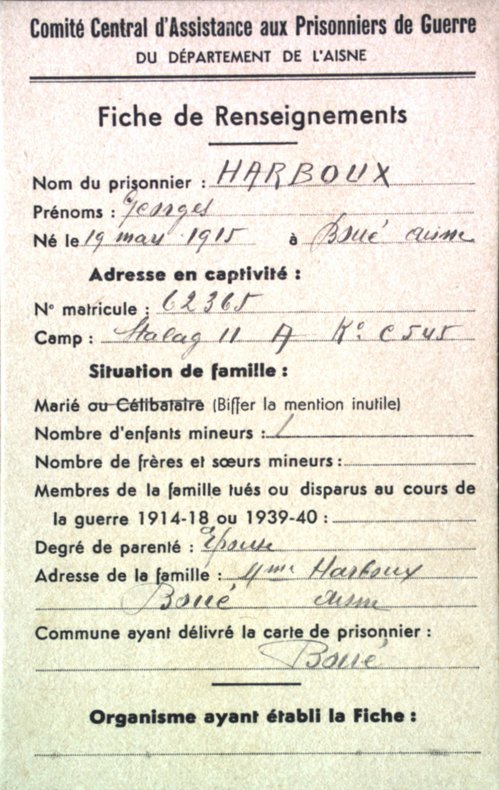 Comité Central d'Assistance aux Prisonniers de Guerre
DU DÉPARTEMENT DE L'AISNE
Fiche de Renseignements
Nom du prisonnier : HARBOUX
Prénoms : Georges
Né le 19 mars 1915 à Boué Aisne
Adresse en captivité :
N° matricule : 62365
Camp : Stalag 11 A K° C 545
Situation de famille :
Marié ou Célibataire (Biffer la mention inutile)
Nombre d'enfants mineurs : 1
Nombre de frères et sœurs mineurs :
Membres de la famille tués ou disparus au cours de
la guerre 1914-18 ou 1939-40 :
Degré de parenté : Epouse
Adresse de la famille : Mme Harboux
Boué Aisne
Commune ayant délivré la carte de prisonnier :
Boué
Organisme ayant établi la Fiche :